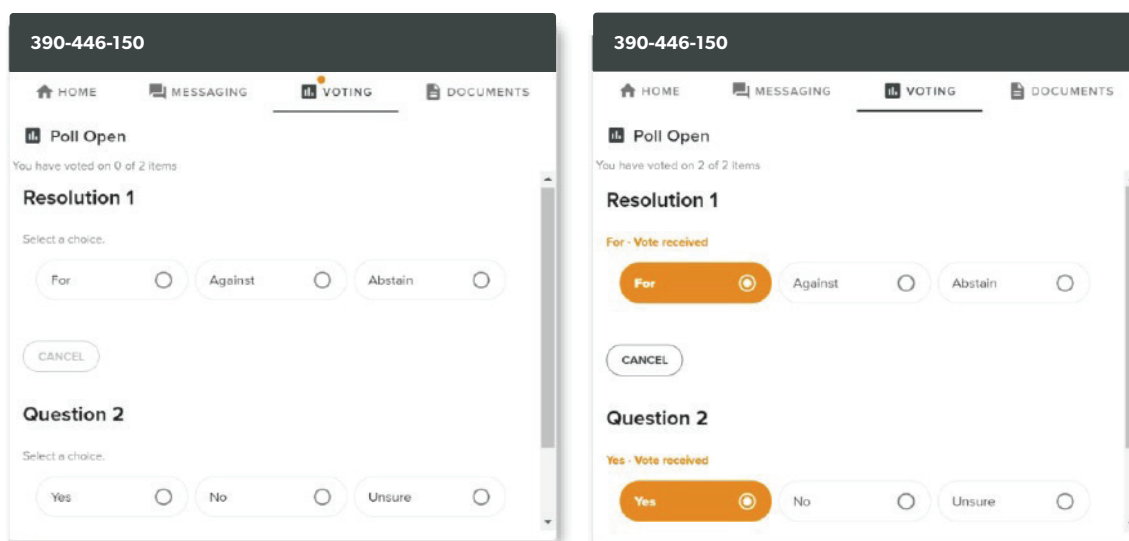 390-446-150
HOME MESSAGING VOTING DOCUMENTS
Poll Open
You have voted on 0 of 2 items
Resolution 1
Select a choice.
For Against Abstain
CANCEL
Question 2
Select a choice.
Yes No Unsure
390-446-150
HOME MESSAGING VOTING DOCUMENTS
Poll Open
You have voted on 2 of 2 items
Resolution 1
For - Vote received
For Against Abstain
CANCEL
Question 2
Yes - Vote received
Yes No Unsure